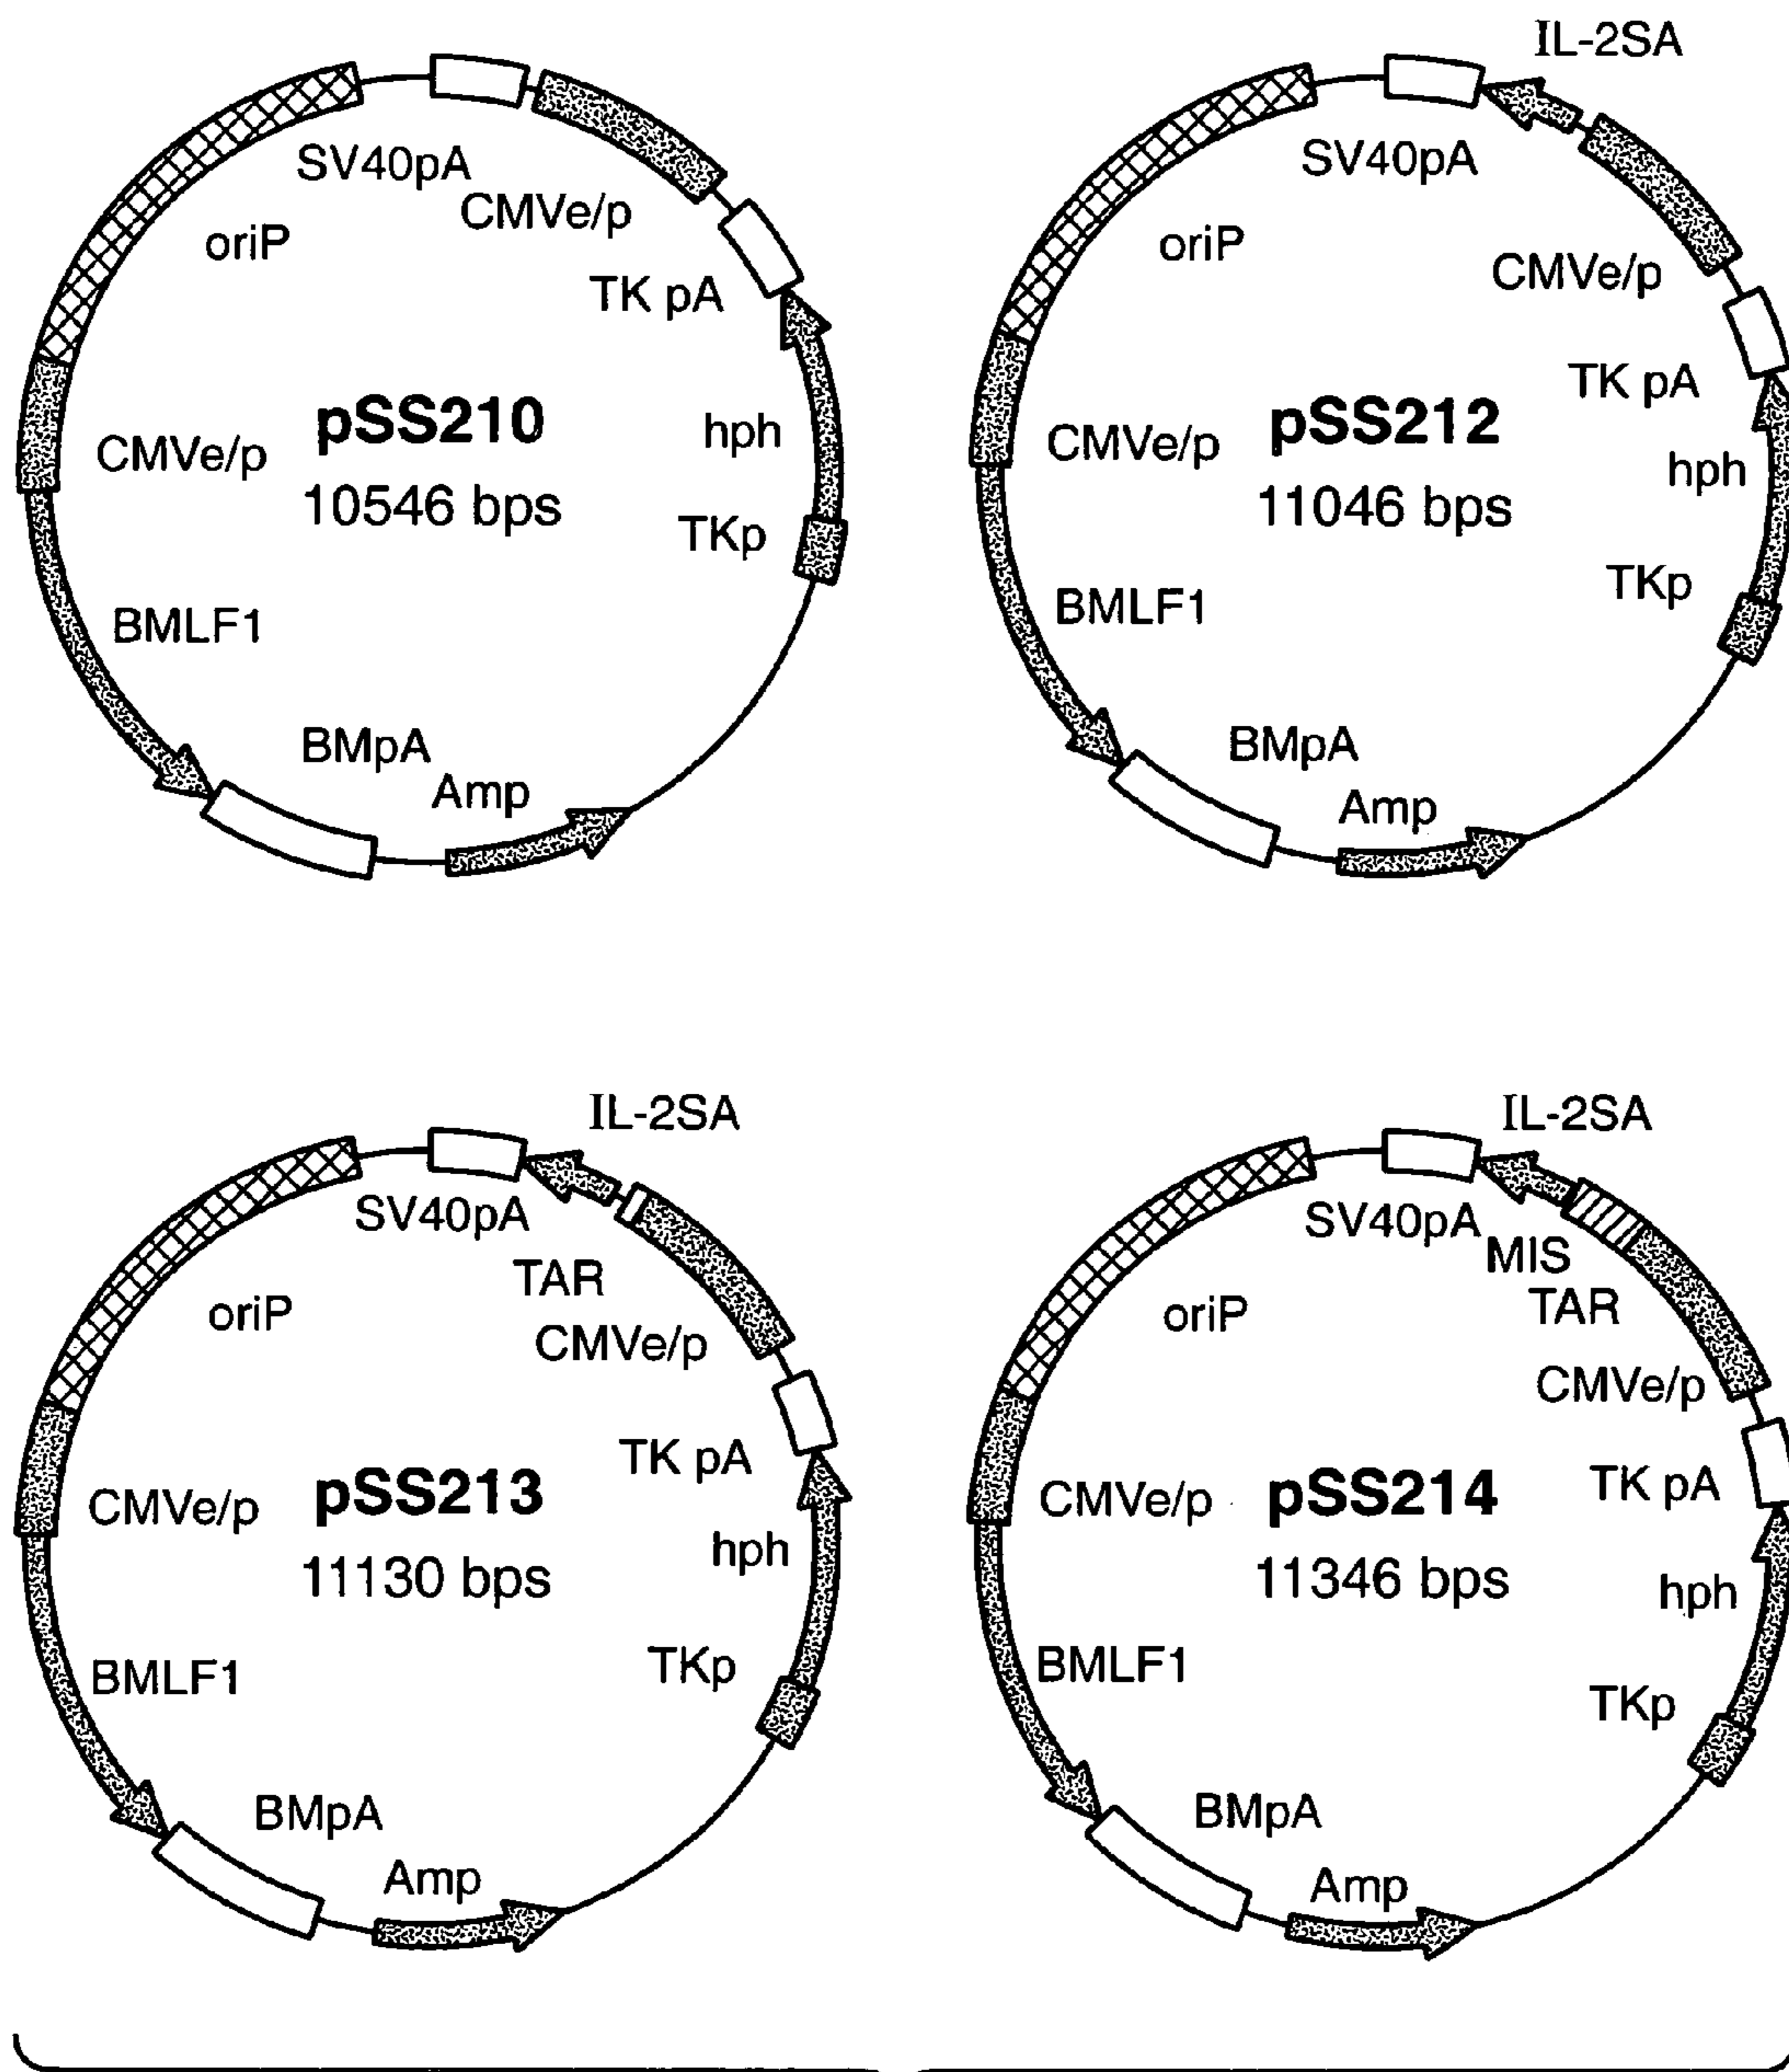 SV40pA
CMVe/p
oriP
TK pA
pSS210
10546 bps
CMVe/p
hph
TKp
BMLF1
BMpA
Amp
IL-2SA
SV40pA
oriP
CMVe/p
TK pA
pSS212
11046 bps
CMVe/p
hph
TKp
BMLF1
BMpA
Amp
IL-2SA
SV40pA
TAR
oriP
CMVe/p
TK pA
pSS213
11130 bps
CMVe/p
hph
TKp
BMLF1
BMpA
Amp
IL-2SA
SV40pA
MIS
TAR
oriP
CMVe/p
TK pA
pSS214
11346 bps
CMVe/p
hph
BMLF1
TKp
BMpA
Amp